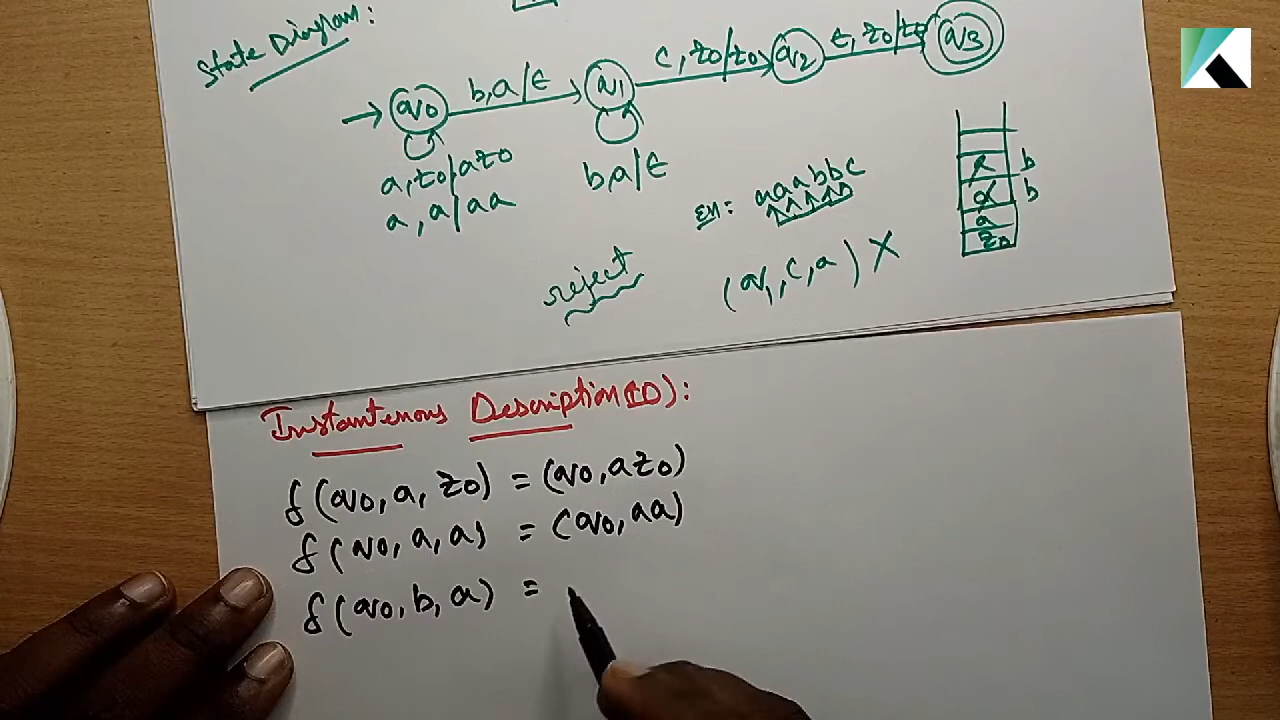 State Diagram:
→ q0 b,a/ε q1 c,z0/z0 q2 ε,z0/z0 q3
a,z0/az0
a,a/aa
b,a/ε
Ex: aaabbc
reject
(q1,c,a) X
a b
a b
a
z0
Instantenous Description(ID):
δ(q0, a, z0) = (q0, az0)
δ(q0, a, a) = (q0, aa)
δ(q0, b, a) =